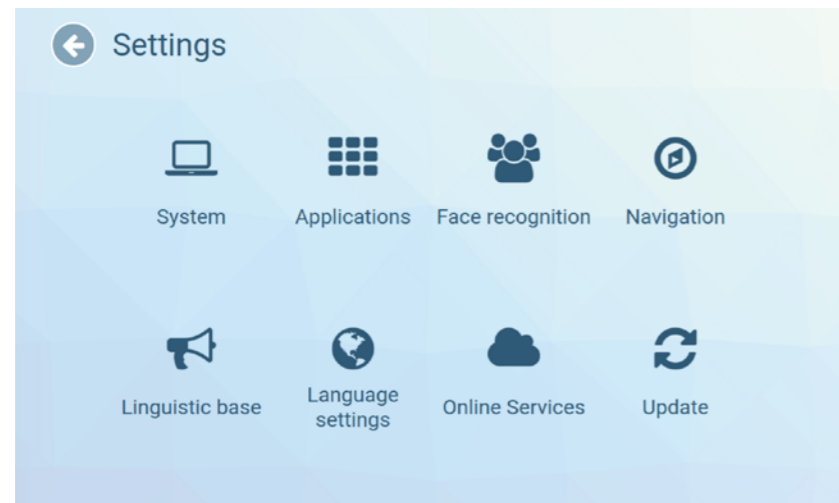 Settings
System
Applications
Face recognition
Navigation
Linguistic base
Language
settings
Online Services
Update